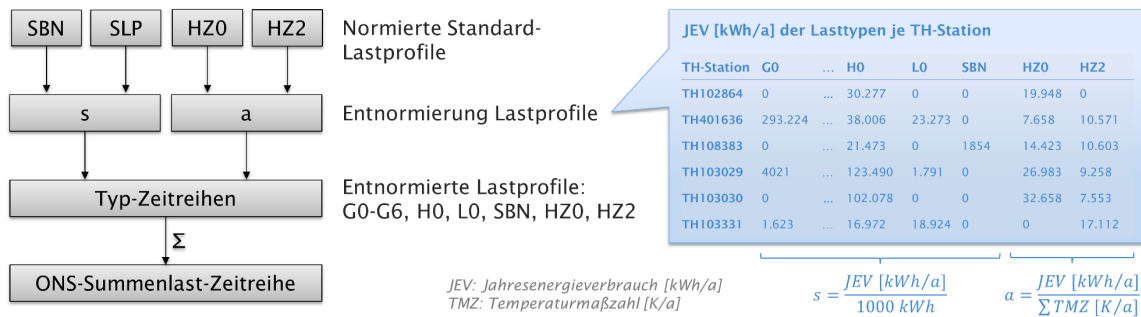 SBN SLP HZ0 HZ2
Normierte Standard-
Lastprofile
s a
Entnormierung Lastprofile
Typ-Zeitreihen
Entnormierte Lastprofile:
G0-G6, H0, L0, SBN, HZ0, HZ2
Σ
ONS-Summenlast-Zeitreihe
JEV: Jahresenergieverbrauch [kWh/a]
TMZ: Temperaturmaßzahl [K/a]
JEV [kWh/a] der Lasttypen je TH-Station
TH-Station G0 ... H0 L0 SBN HZ0 HZ2
TH102864 0 ... 30.277 0 0 19.948 0
TH401636 293.224 ... 38.006 23.273 0 7.658 10.571
TH108383 0 ... 21.473 0 1854 14.423 10.603
TH103029 4021 ... 123.490 1.791 0 26.983 9.258
TH103030 0 ... 102.078 0 0 32.658 7.553
TH103331 1.623 ... 16.972 18.924 0 0 17.112
s = JEV [kWh/a] / 1000 kWh
a = JEV [kWh/a] / ∑ TMZ [K/a]